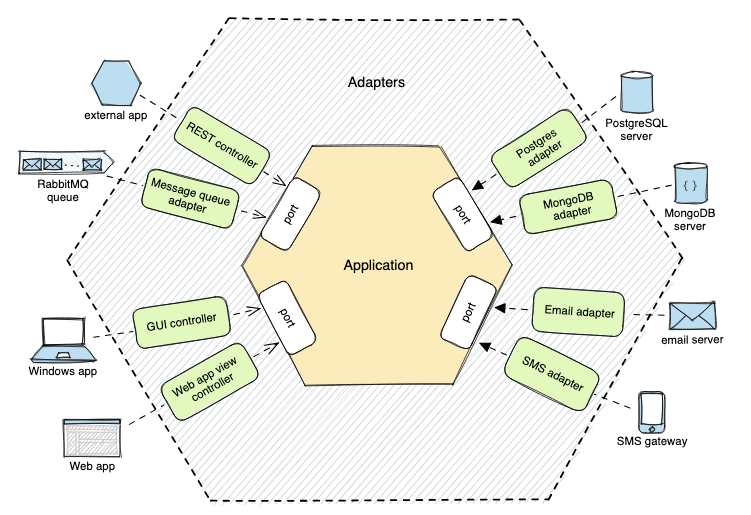 Adapters
external app
REST controller
RabbitMQ
queue
Message queue
adapter
port
Postgres
adapter
PostgreSQL
server
port
MongoDB
adapter
{ }
MongoDB
server
Application
GUI controller
port
Windows app
Web app view
controller
Web app
port
Email adapter
email server
SMS adapter
SMS gateway